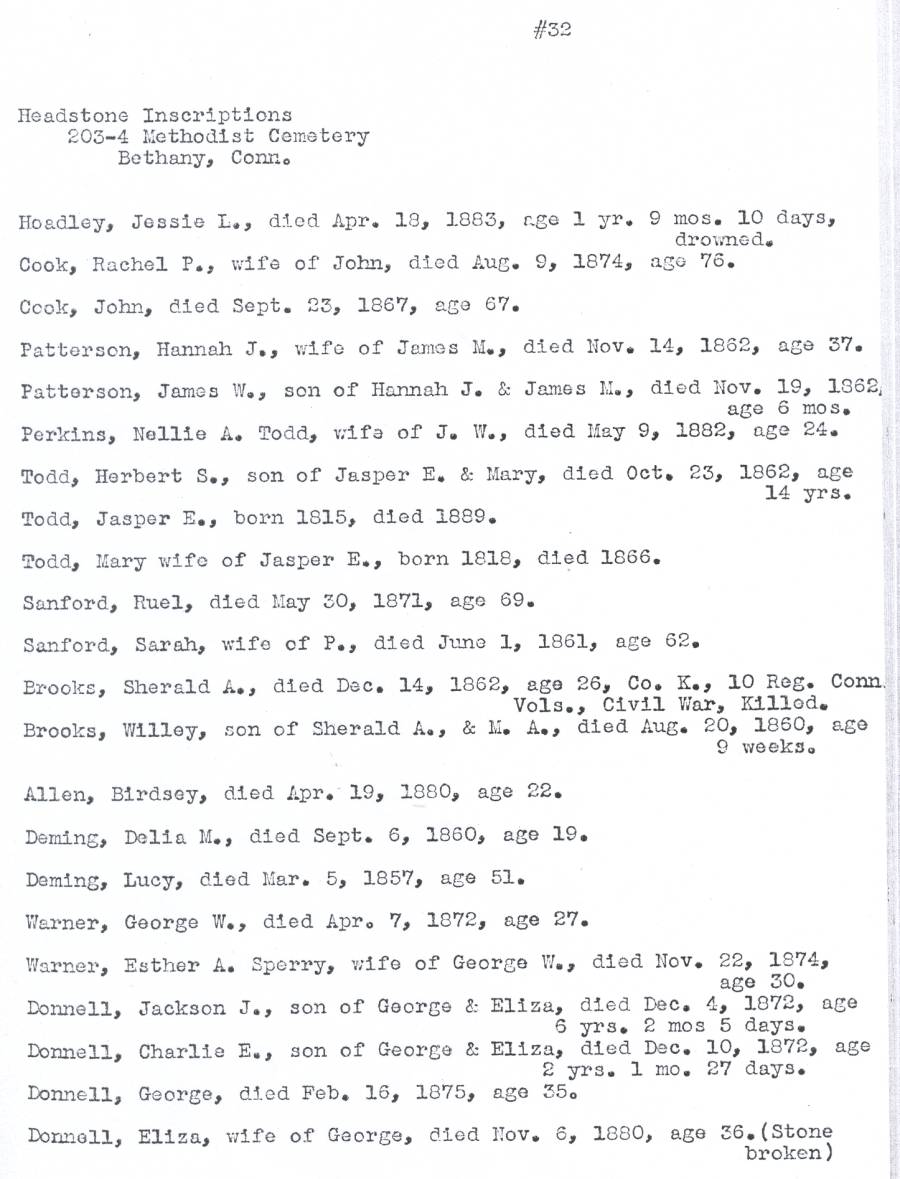 #32
Headstone Inscriptions
203-4 Methodist Cemetery
Bethany, Conn.
Hoadley, Jessie L., died Apr. 18, 1883, age 1 yr. 9 mos. 10 days,
drowned.
Cook, Rachel P., wife of John, died Aug. 9, 1874, age 76.
Cook, John, died Sept. 23, 1867, age 67.
Patterson, Hannah J., wife of James M., died Nov. 14, 1862, age 37.
Patterson, James W., son of Hannah J. & James M., died Nov. 19, 1862,
age 6 mos.
Perkins, Nellie A. Todd, wife of J. W., died May 9, 1882, age 24.
Todd, Herbert S., son of Jasper E. & Mary, died Oct. 23, 1862, age
14 yrs.
Todd, Jasper E., born 1815, died 1889.
Todd, Mary wife of Jasper E., born 1818, died 1866.
Sanford, Ruel, died May 30, 1871, age 69.
Sanford, Sarah, wife of P., died June 1, 1861, age 62.
Brooks, Sherald A., died Dec. 14, 1862, age 26, Co. K., 10 Reg. Conn.
Vols., Civil War, Killed.
Brooks, Willey, son of Sherald A., & M. A., died Aug. 20, 1860, age
9 weeks.
Allen, Birdsey, died Apr. 19, 1880, age 22.
Deming, Delia M., died Sept. 6, 1860, age 19.
Deming, Lucy, died Mar. 5, 1857, age 51.
Warner, George W., died Apr. 7, 1872, age 27.
Warner, Esther A. Sperry, wife of George W., died Nov. 22, 1874,
age 30.
Donnell, Jackson J., son of George & Eliza, died Dec. 4, 1872, age
6 yrs. 2 mos 5 days.
Donnell, Charlie E., son of George & Eliza, died Dec. 10, 1872, age
2 yrs. 1 mo. 27 days.
Donnell, George, died Feb. 16, 1875, age 35.
Donnell, Eliza, wife of George, died Nov. 6, 1880, age 36.(Stone
broken)